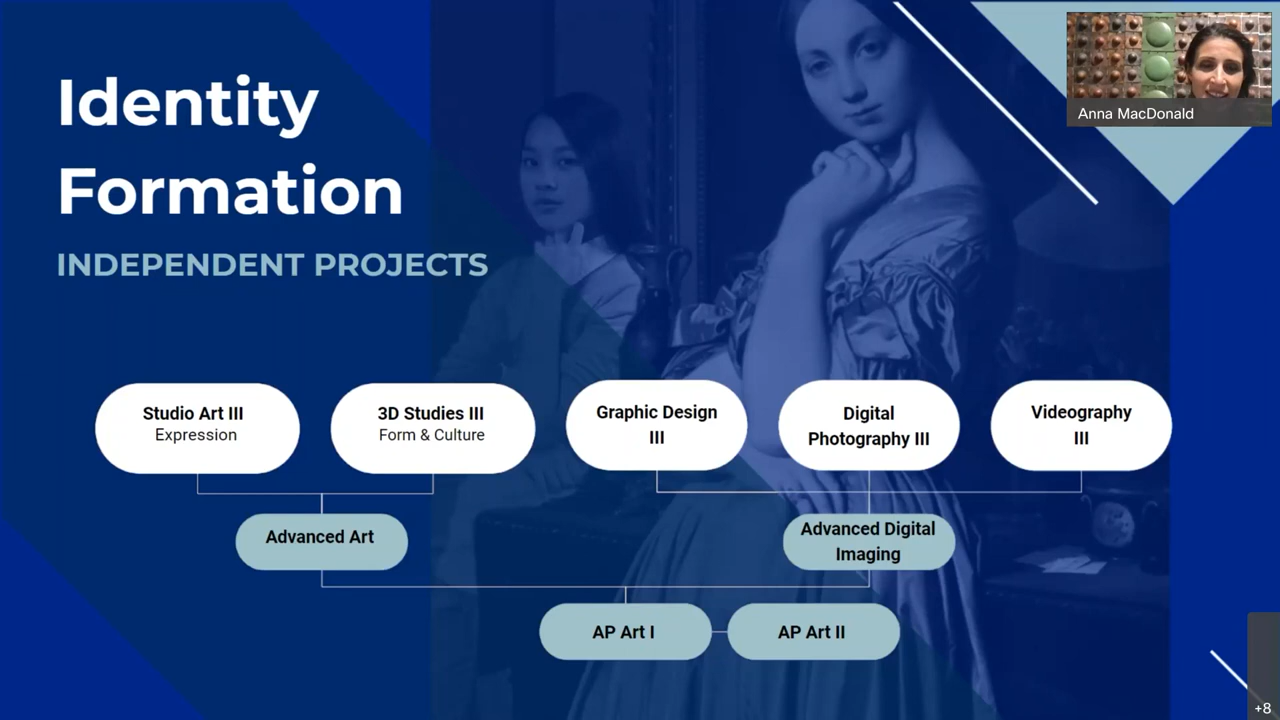 Identity
Formation
INDEPENDENT PROJECTS
Anna MacDonald
Studio Art III
Expression
3D Studies III
Form & Culture
Graphic Design
III
Digital
Photography III
Videography
III
Advanced Art
Advanced Digital
Imaging
AP Art I
AP Art II
+8